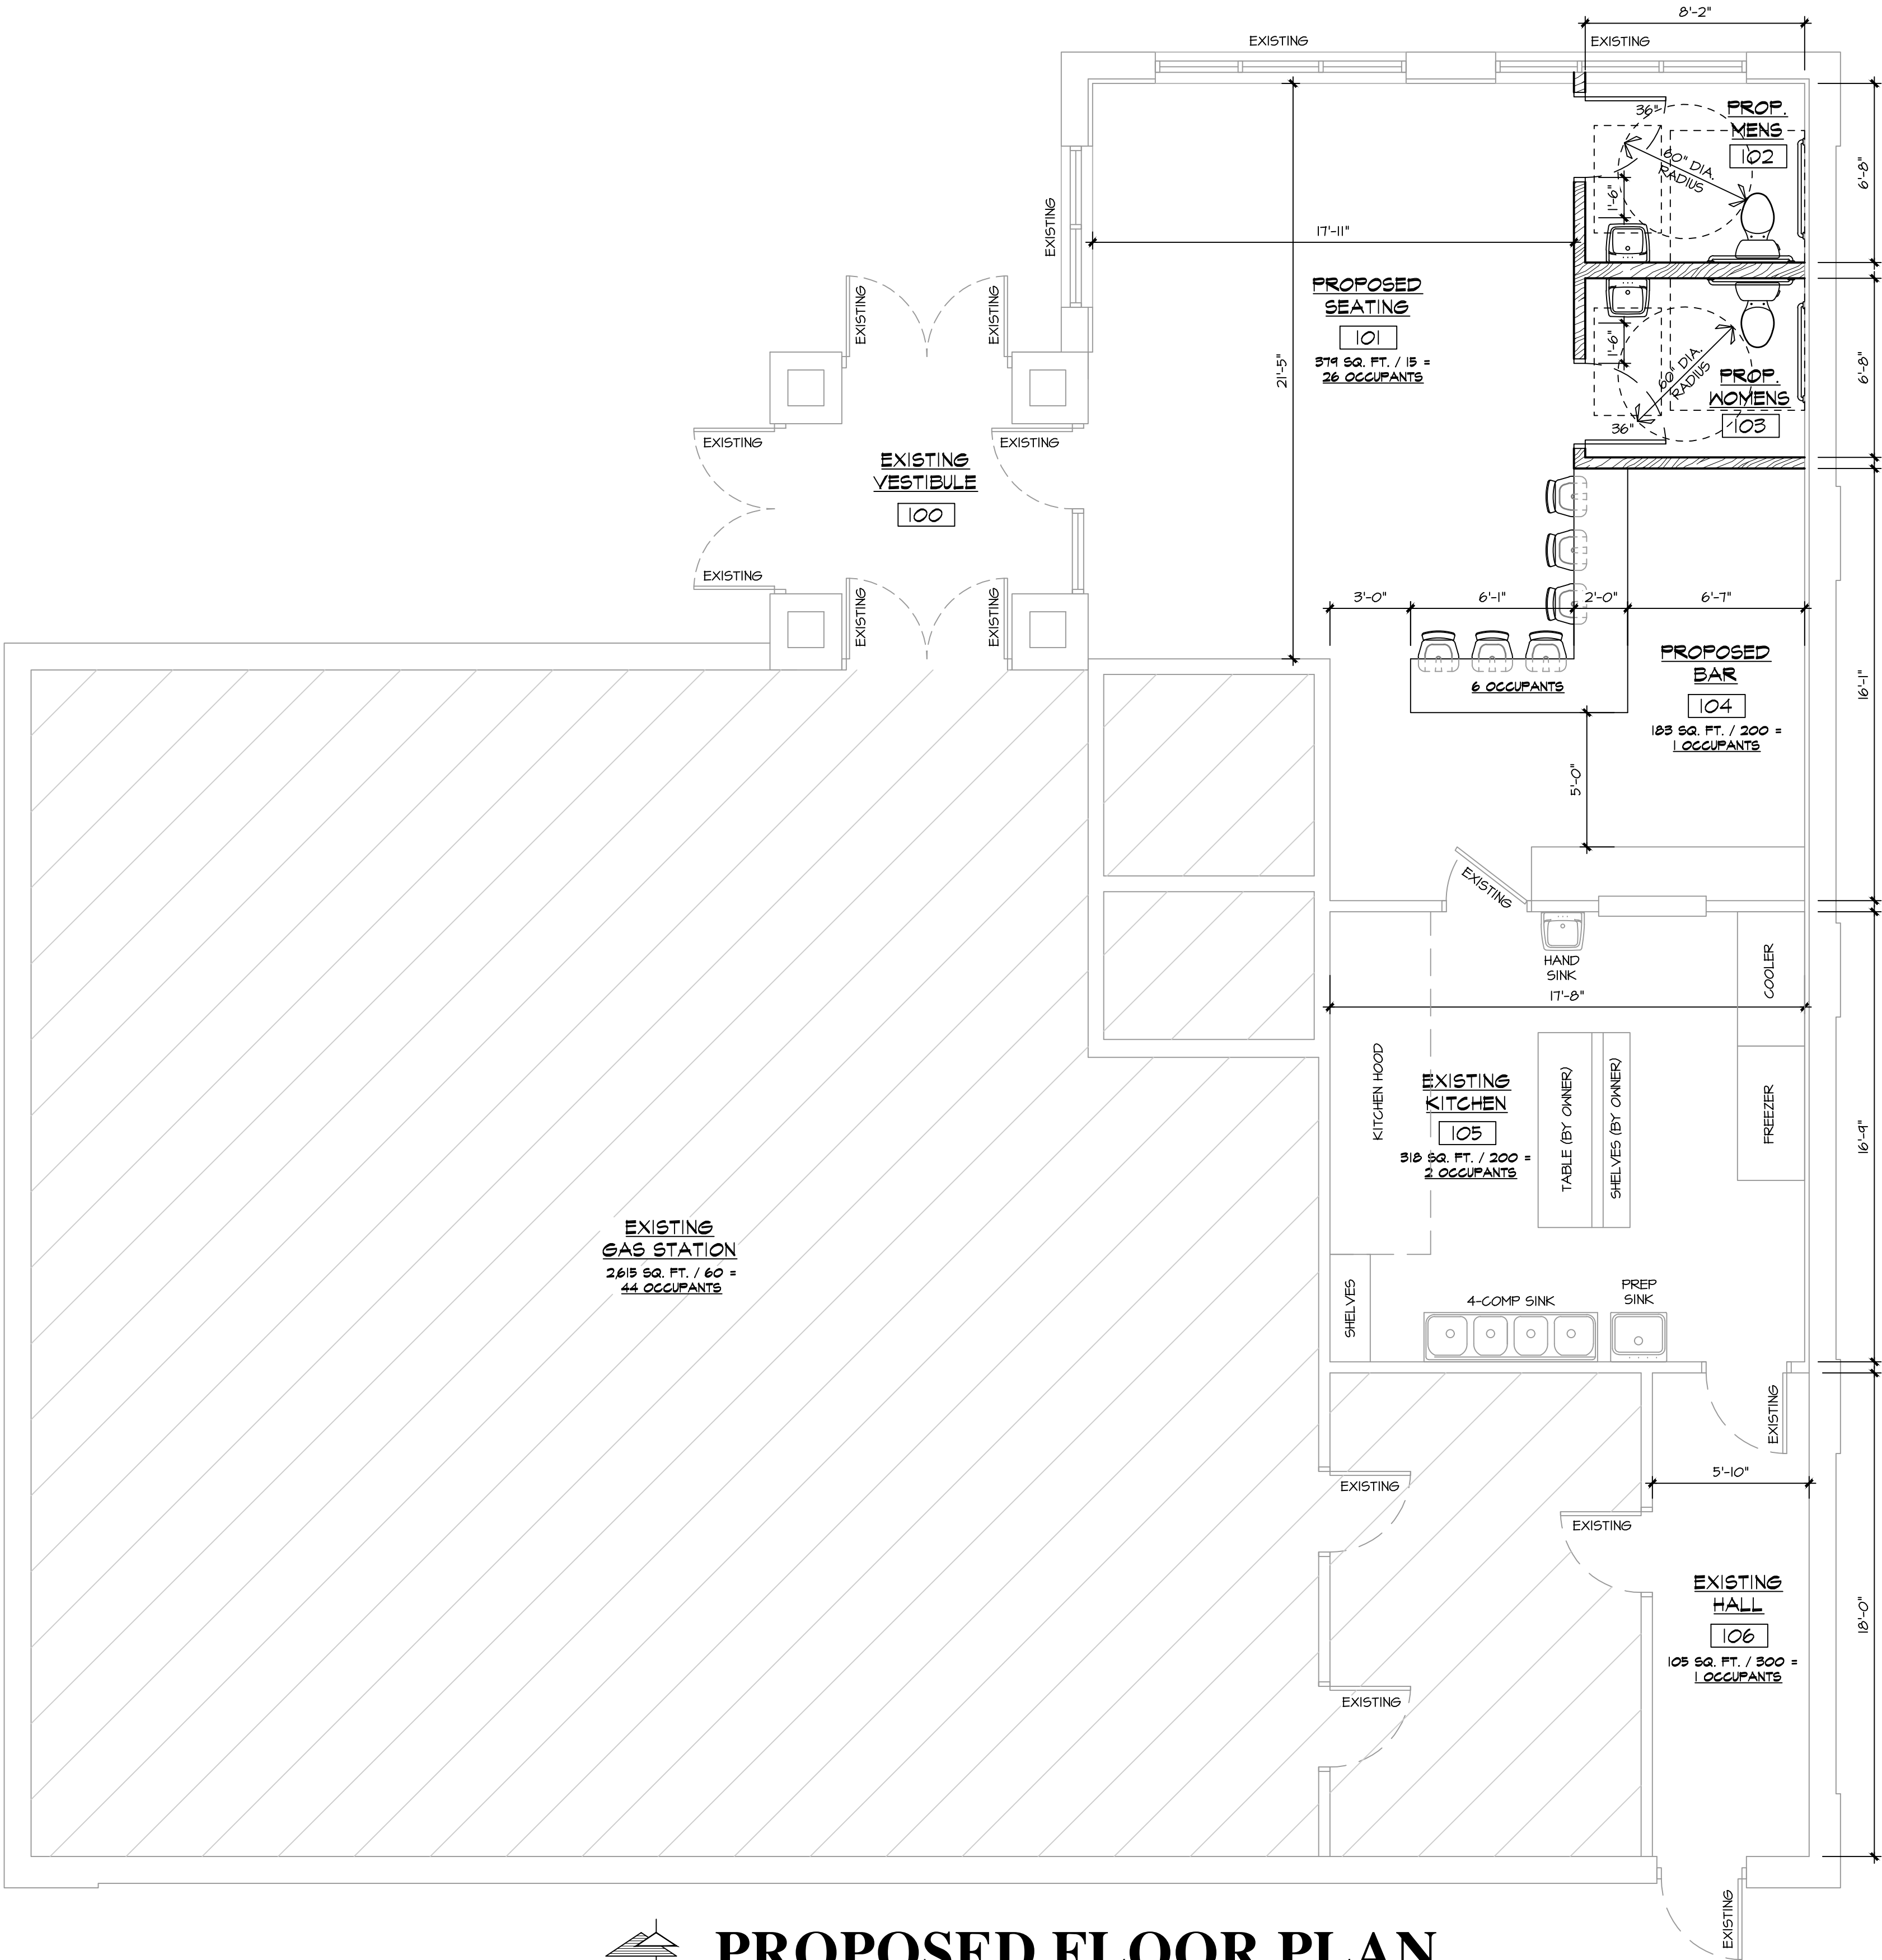 8'-2"
EXISTING
EXISTING
36"
PROP.
MENS
102
60" DIA.
RADIUS
6'-8"
1'-6"
EXISTING
17'-11"
PROPOSED
SEATING
101
379 SQ. FT. / 15 =
26 OCCUPANTS
21'-5"
1'-6"
60" DIA.
RADIUS
PROP.
WOMENS
103
36"
6'-8"
EXISTING
EXISTING
EXISTING
EXISTING
EXISTING
VESTIBULE
100
EXISTING
EXISTING
EXISTING
3'-0"
6'-1"
2'-0"
6'-7"
6 OCCUPANTS
PROPOSED
BAR
104
183 SQ. FT. / 200 =
1 OCCUPANTS
16'-1"
5'-0"
EXISTING
HAND
SINK
COOLER
17'-8"
KITCHEN HOOD
EXISTING
KITCHEN
105
318 SQ. FT. / 200 =
2 OCCUPANTS
TABLE (BY OWNER)
SHELVES (BY OWNER)
FREEZER
16'-9"
EXISTING
GAS STATION
2,615 SQ. FT. / 60 =
44 OCCUPANTS
SHELVES
4-COMP SINK
PREP
SINK
EXISTING
5'-10"
EXISTING
EXISTING
EXISTING
HALL
106
105 SQ. FT. / 300 =
1 OCCUPANTS
18'-0"
EXISTING
EXISTING
PROPOSED FLOOR PLAN